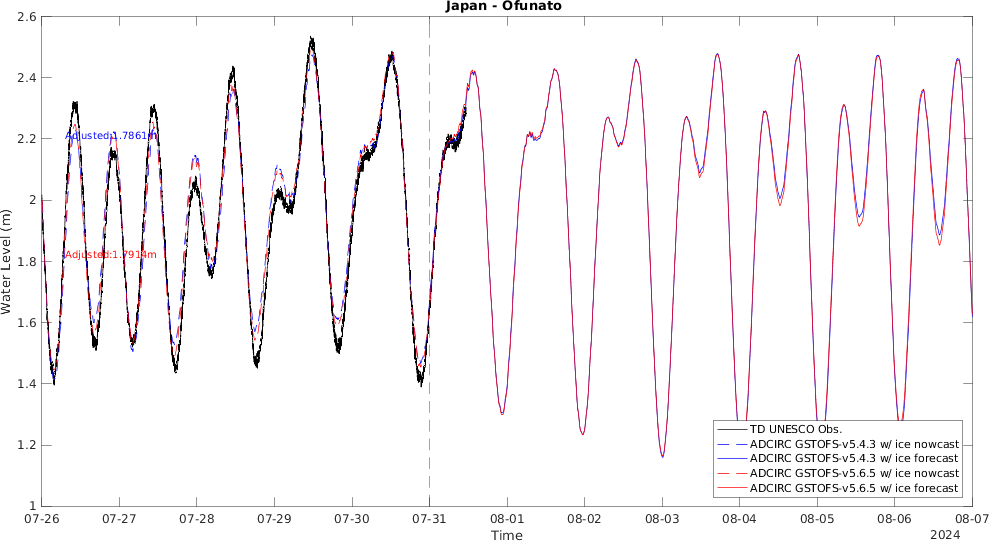 Japan - Ofunato
Water Level (m)
2.6
2.4
2.2
2
1.8
1.6
1.4
1.2
1
Adjusted:1.7861m
Adjusted:1.7914m
TD UNESCO Obs.
ADCIRC GSTOFS-v5.4.3 w/ ice nowcast
ADCIRC GSTOFS-v5.4.3 w/ ice forecast
ADCIRC GSTOFS-v5.6.5 w/ ice nowcast
ADCIRC GSTOFS-v5.6.5 w/ ice forecast
07-26 07-27 07-28 07-29 07-30 07-31 08-01 08-02 08-03 08-04 08-05 08-06 08-07
Time
2024